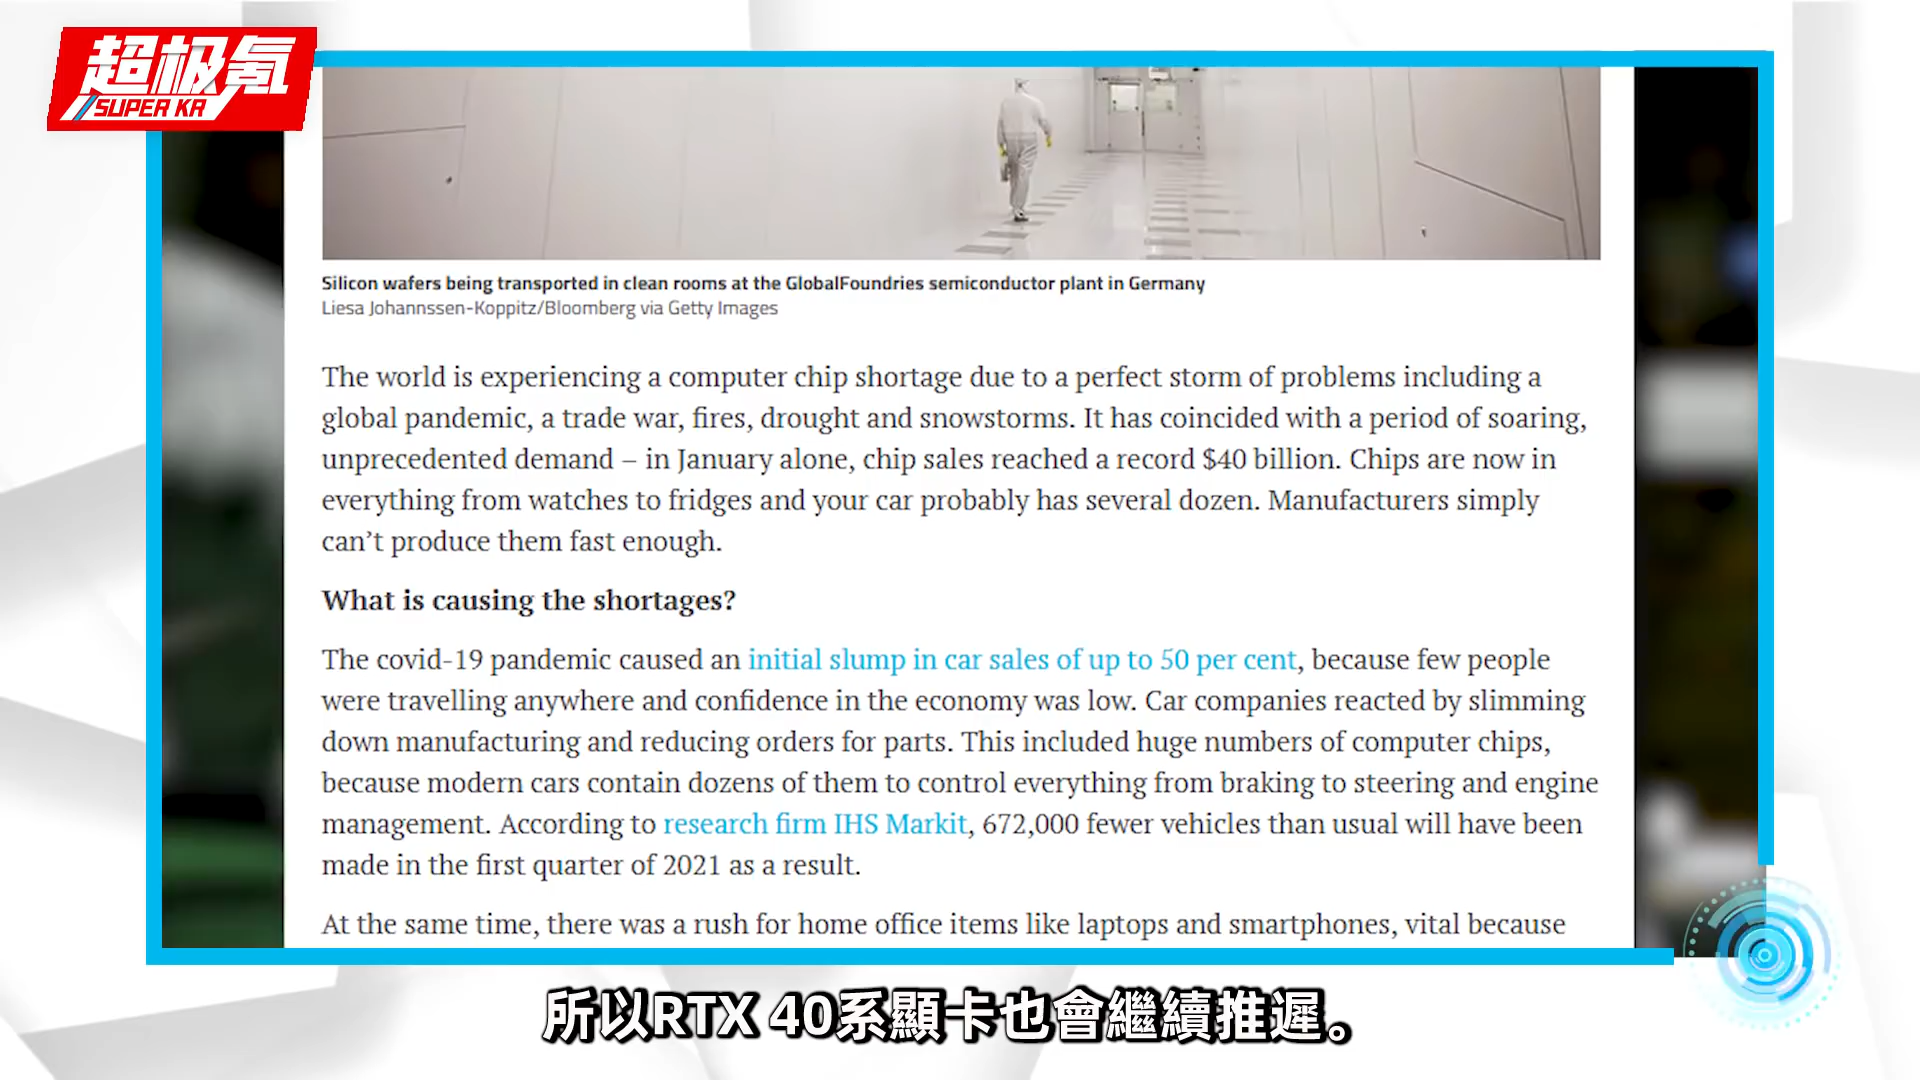 超极氪
SUPER KR
Silicon wafers being transported in clean rooms at the GlobalFoundries semiconductor plant in Germany
Liesa Johannssen-Koppitz/Bloomberg via Getty Images
The world is experiencing a computer chip shortage due to a perfect storm of problems including a
global pandemic, a trade war, fires, drought and snowstorms. It has coincided with a period of soaring,
unprecedented demand – in January alone, chip sales reached a record $40 billion. Chips are now in
everything from watches to fridges and your car probably has several dozen. Manufacturers simply
can’t produce them fast enough.
What is causing the shortages?
The covid-19 pandemic caused an initial slump in car sales of up to 50 per cent, because few people
were travelling anywhere and confidence in the economy was low. Car companies reacted by slimming
down manufacturing and reducing orders for parts. This included huge numbers of computer chips,
because modern cars contain dozens of them to control everything from braking to steering and engine
management. According to research firm IHS Markit, 672,000 fewer vehicles than usual will have been
made in the first quarter of 2021 as a result.
At the same time, there was a rush for home office items like laptops and smartphones, vital because
所以RTX 40系顯卡也會繼續推遲。